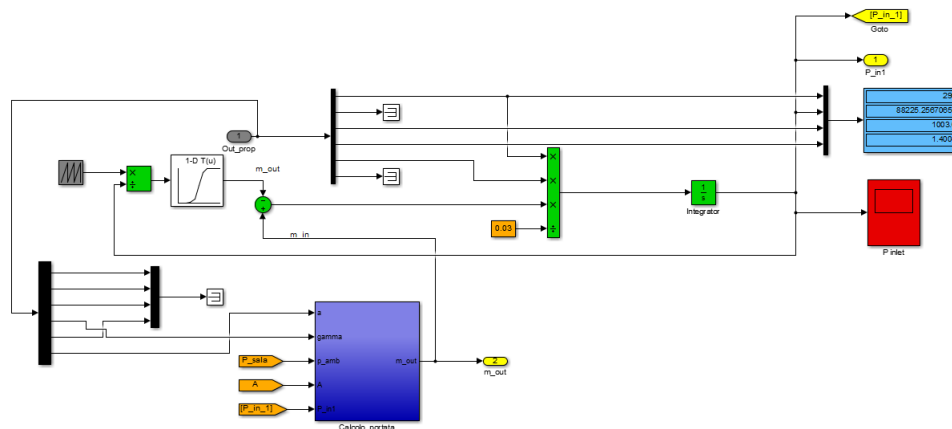 [P_in_1]
Goto
1
P_in1
29
88225.2567065
1003.
1.400
1
Out_prop
1-D T(u)
m_out
×
÷
×
×
×
÷
1
s
Integrator
0.03
m_in
P inlet
a
gamma
P_sala
p_amb
m_out
2
m_out
A
A
[P_in_1]
P_in1
Calcolo_portata